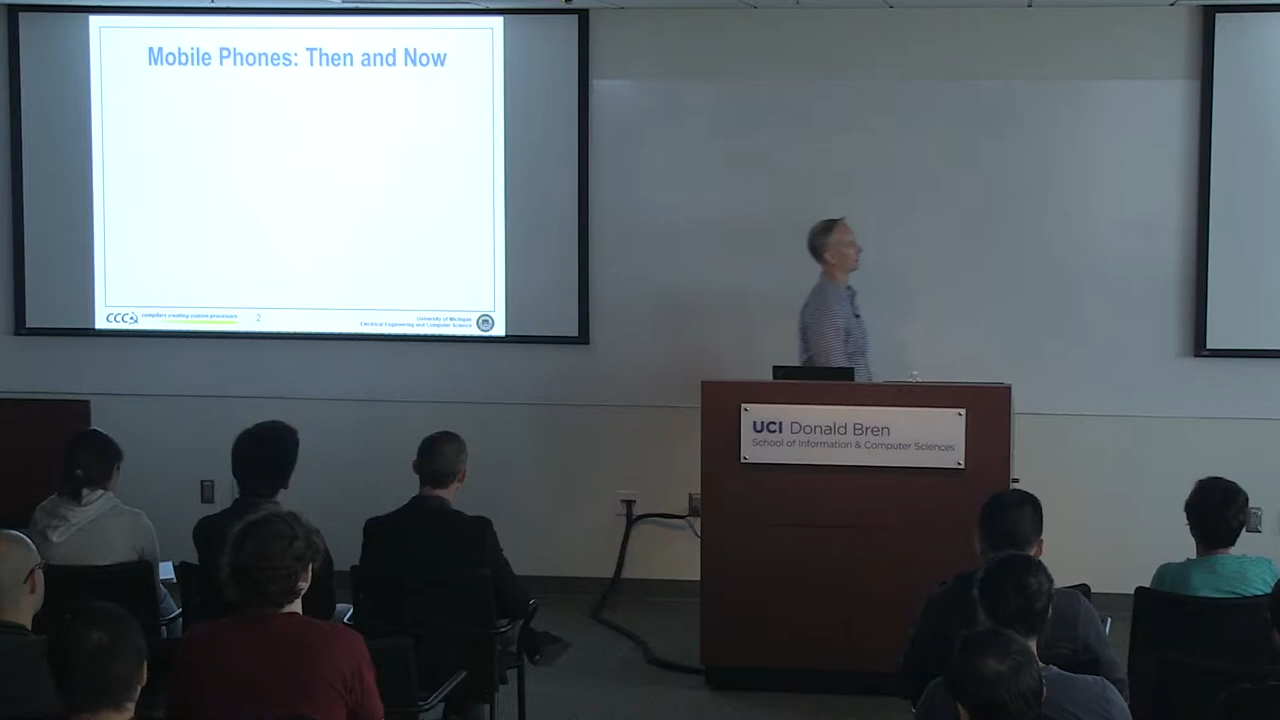 Mobile Phones: Then and Now
CCC compilers creating custom processors
2
University of Michigan
Electrical Engineering and Computer Science
UCI Donald Bren
School of Information & Computer Sciences